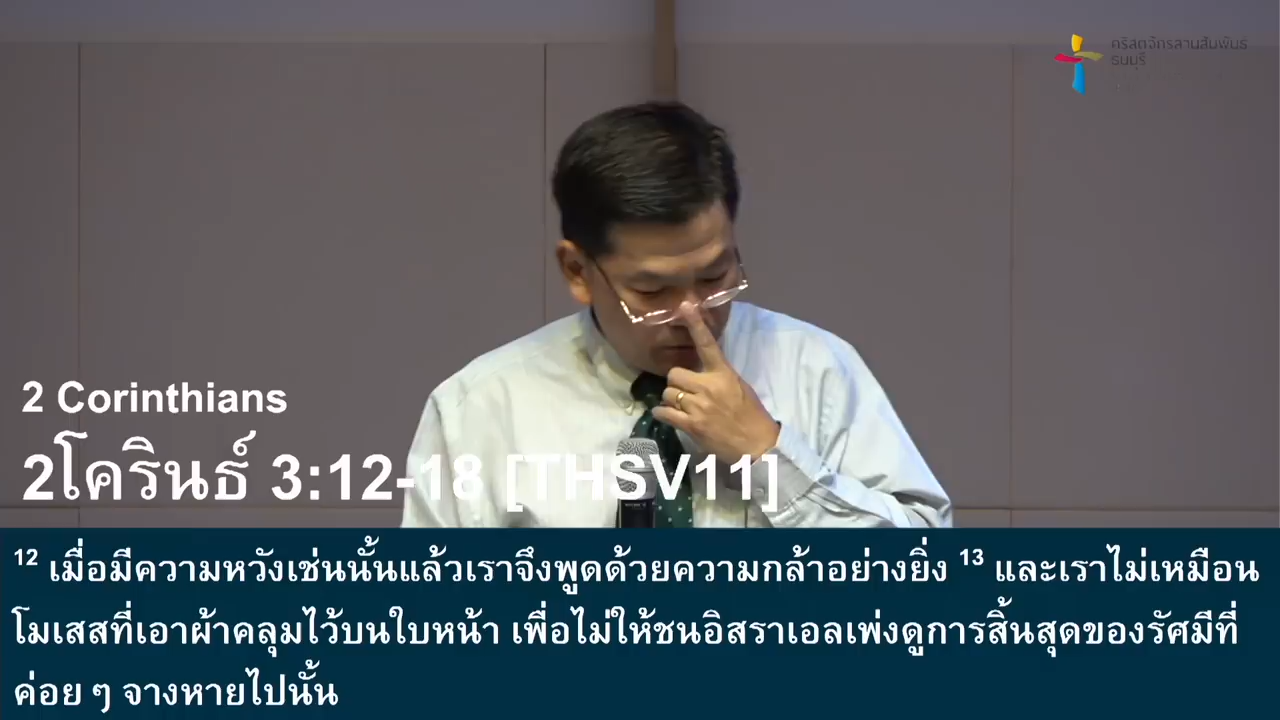 คริสตจักรสานสัมพันธ์
ธนบุรี
2 Corinthians
2โครินธ์ 3:12-18 [THSV11]
12 เมื่อมีความหวังเช่นนั้นแล้วเราจึงพูดด้วยความกล้าอย่างยิ่ง 13 และเราไม่เหมือน
โมเสสที่เอาผ้าคลุมไว้บนใบหน้า เพื่อไม่ให้ชนอิสราเอลเพ่งดูการสิ้นสุดของรัศมีที่
ค่อย ๆ จางหายไปนั้น